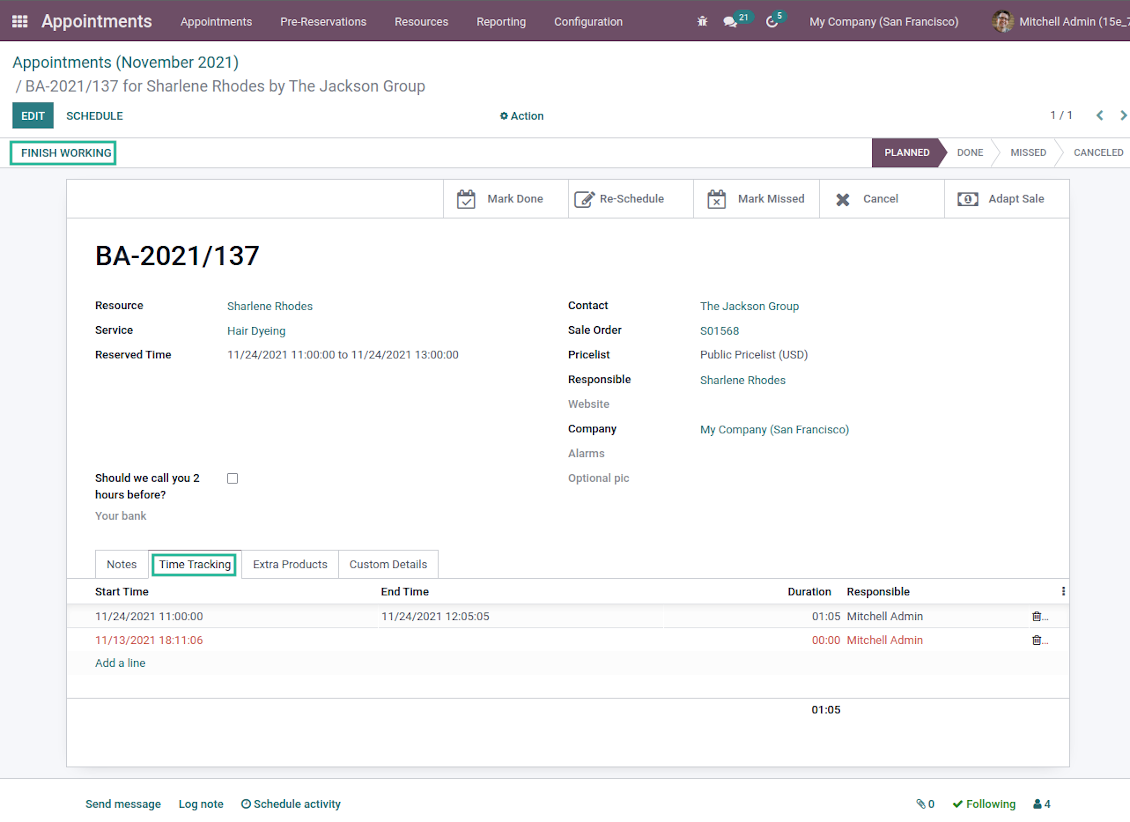 Appointments Appointments Pre-Reservations Resources Reporting Configuration 21 5 My Company (San Francisco) Mitchell Admin (15e_7
Appointments (November 2021)
/ BA-2021/137 for Sharlene Rhodes by The Jackson Group
EDIT SCHEDULE Action 1 / 1
FINISH WORKING PLANNED DONE MISSED CANCELED
Mark Done Re-Schedule Mark Missed Cancel Adapt Sale
BA-2021/137
Resource Sharlene Rhodes Contact The Jackson Group
Service Hair Dyeing Sale Order S01568
Reserved Time 11/24/2021 11:00:00 to 11/24/2021 13:00:00 Pricelist Public Pricelist (USD)
Responsible Sharlene Rhodes
Website
Company My Company (San Francisco)
Alarms
Should we call you 2 Optional pic
hours before?
Your bank
Notes Time Tracking Extra Products Custom Details
Start Time End Time Duration Responsible
11/24/2021 11:00:00 11/24/2021 12:05:05 01:05 Mitchell Admin ...
11/13/2021 18:11:06 00:00 Mitchell Admin ...
Add a line
01:05
Send message Log note Schedule activity 0 Following 4